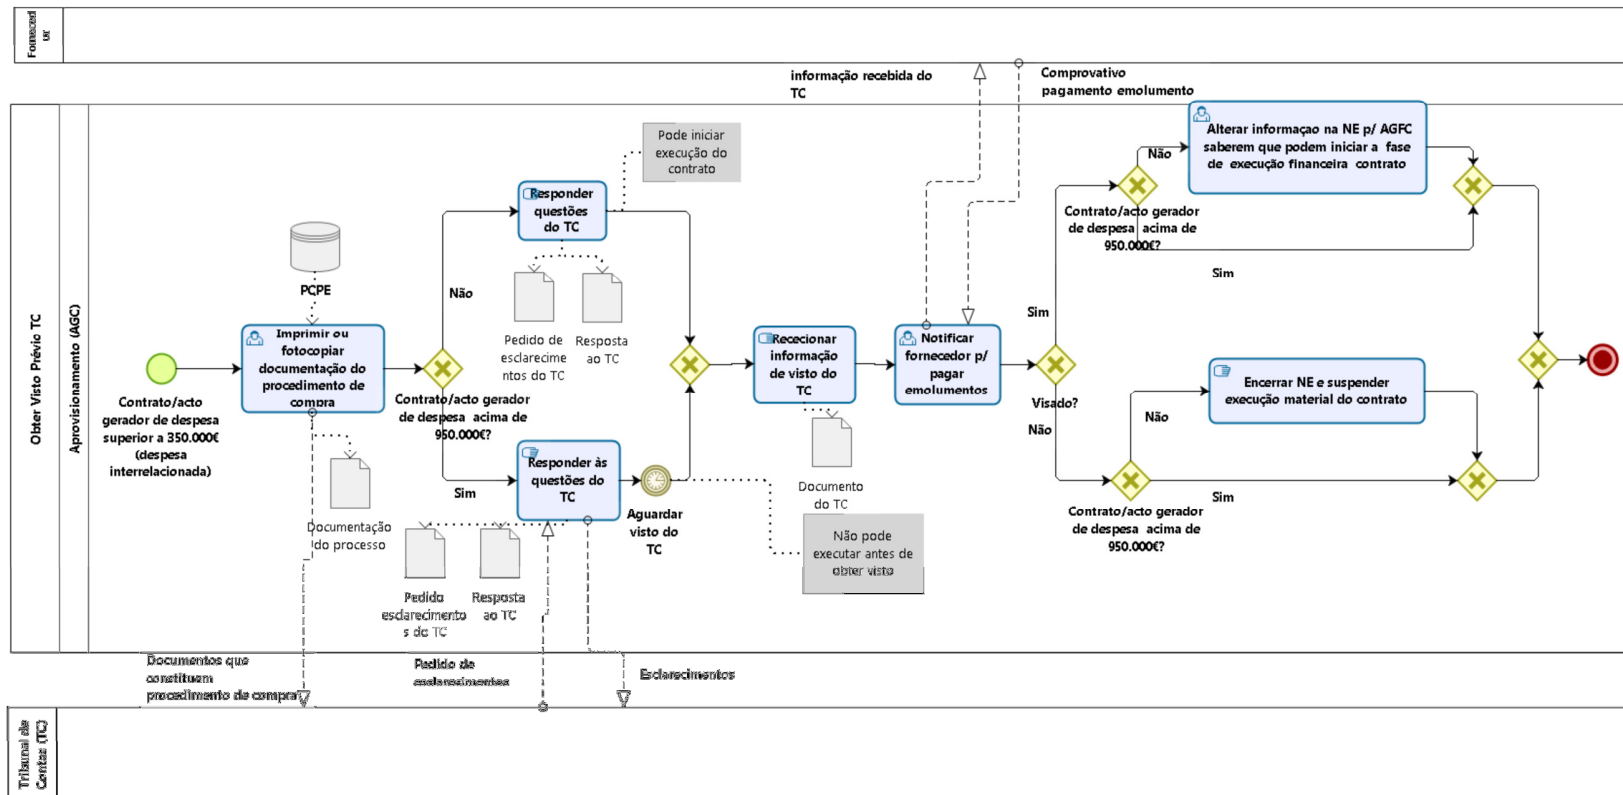 Forneced
or
informação recebida do
TC
Comprovativo
pagamento emolumento
Obter Visto Prévio TC
Aprovisionamento (AGC)
Contrato/acto
gerador de despesa
superior a 350.000€
(despesa
interrelacionada)
PCPE
Imprimir ou
fotocopiar
documentação do
procedimento de
compra
Documentação
do processo
Contrato/acto gerador
de despesa acima de
950.000€?
Não
Sim
Responder
questões
do TC
Pode iniciar
execução do
contrato
Pedido de
esclarecime
ntos do TC
Resposta
ao TC
Responder às
questões do
TC
Pedido
esclarecimento
s do TC
Resposta
ao TC
Aguardar
visto do
TC
Não pode
executar antes de
obter visto
Rececionar
informação
de visto do
TC
Documento
do TC
Notificar
fornecedor p/
pagar
emolumentos
Visado?
Sim
Não
Contrato/acto gerador
de despesa acima de
950.000€?
Não
Sim
Alterar informaçao na NE p/ AGFC
saberem que podem iniciar a fase
de execução financeira contrato
Contrato/acto gerador
de despesa acima de
950.000€?
Não
Sim
Encerrar NE e suspender
execução material do contrato
Documentos que
constituem
procedimento de compra
Pedido de
esclarecimentos
Esclarecimentos
Tribunal de
Contas (TC)